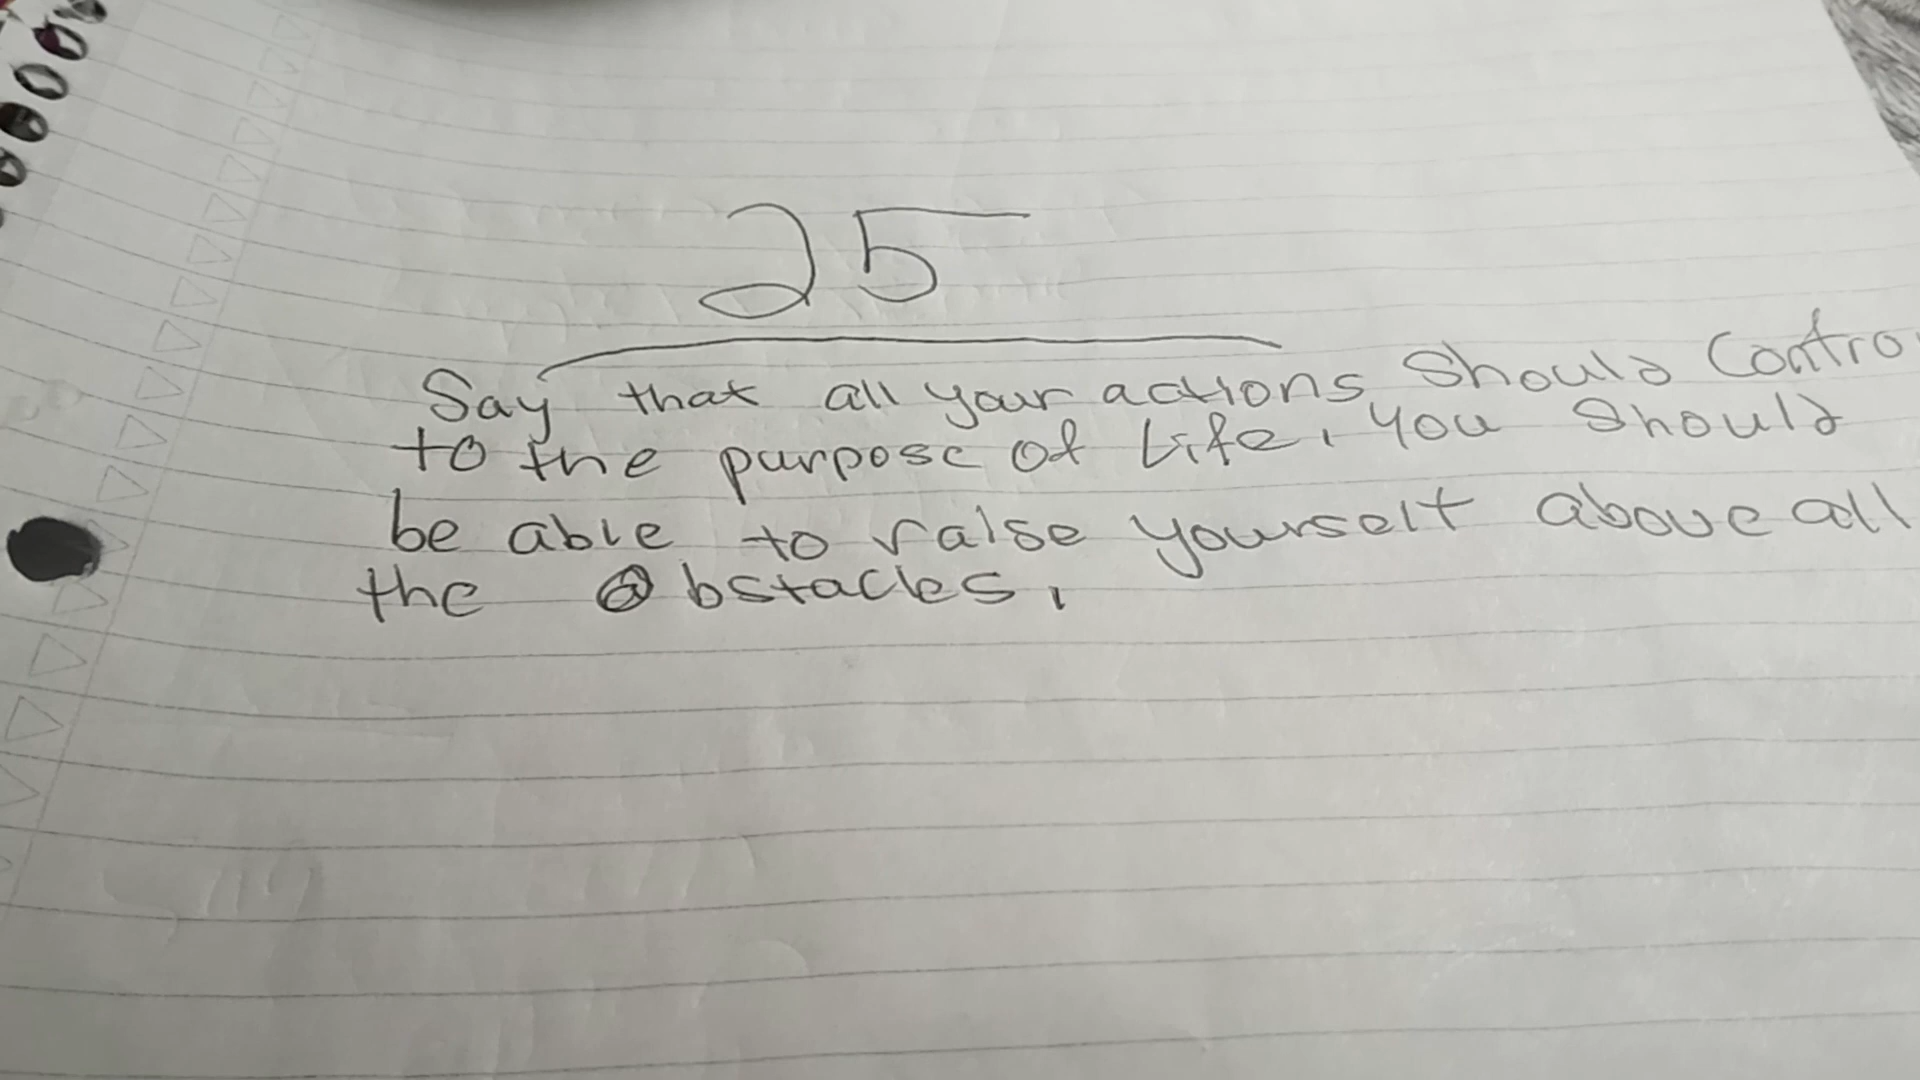 25
Say that all your actions Should Contro
to the purpose of Life, you Should
be able to raise yourself above all
the Obstacles,